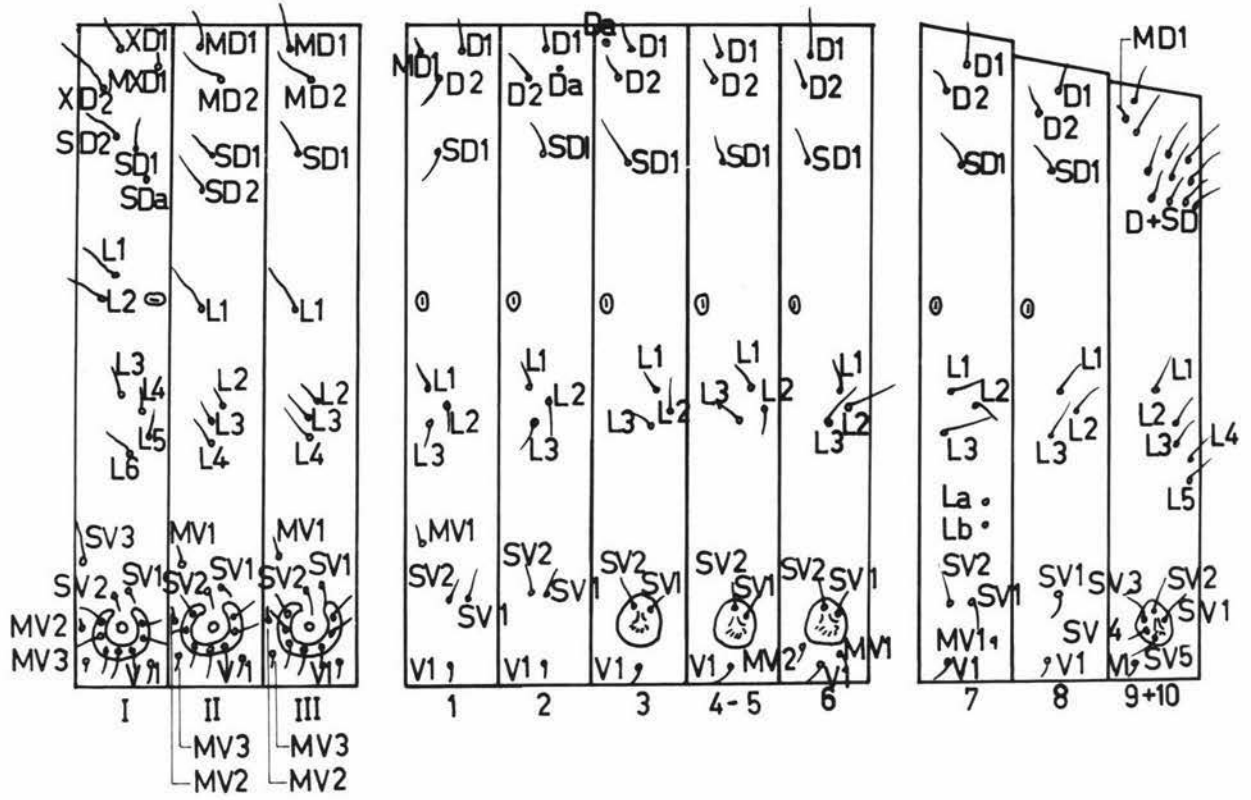 XD1
MXD1
XD2
SD2
SD1
SDa
L1
L2
L3
L4
L5
L6
SV3
SV2
SV1
MV2
MV3
V1
I
MD1
MD2
SD1
SD2
L1
L2
L3
L4
MV1
SV2
SV1
V1
II
MV3
MV2
MD1
MD2
SD1
L1
L2
L3
L4
MV1
SV2
SV1
V1
III
MV3
MV2
MD1
D1
D2
SD1
L1
L2
L3
MV1
SV2
SV1
V1
1
D1
D2
Da
SD1
L1
L2
L3
SV2
SV1
V1
2
Da
D1
D2
SD1
L1
L2
L3
SV2
SV1
V1
3
D1
D2
SD1
L1
L2
L3
SV2
SV1
V1
4-5
D1
D2
SD1
L1
L2
L3
SV2
SV1
MV2
MV1
V1
6
D1
D2
SD1
L1
L2
L3
La
Lb
SV2
SV1
MV1
V1
7
D1
D2
SD1
L1
L2
L3
SV1
V1
8
MD1
D+SD
L1
L2
L3
L4
L5
SV3
SV2
SV1
SV4
SV5
V1
9+10